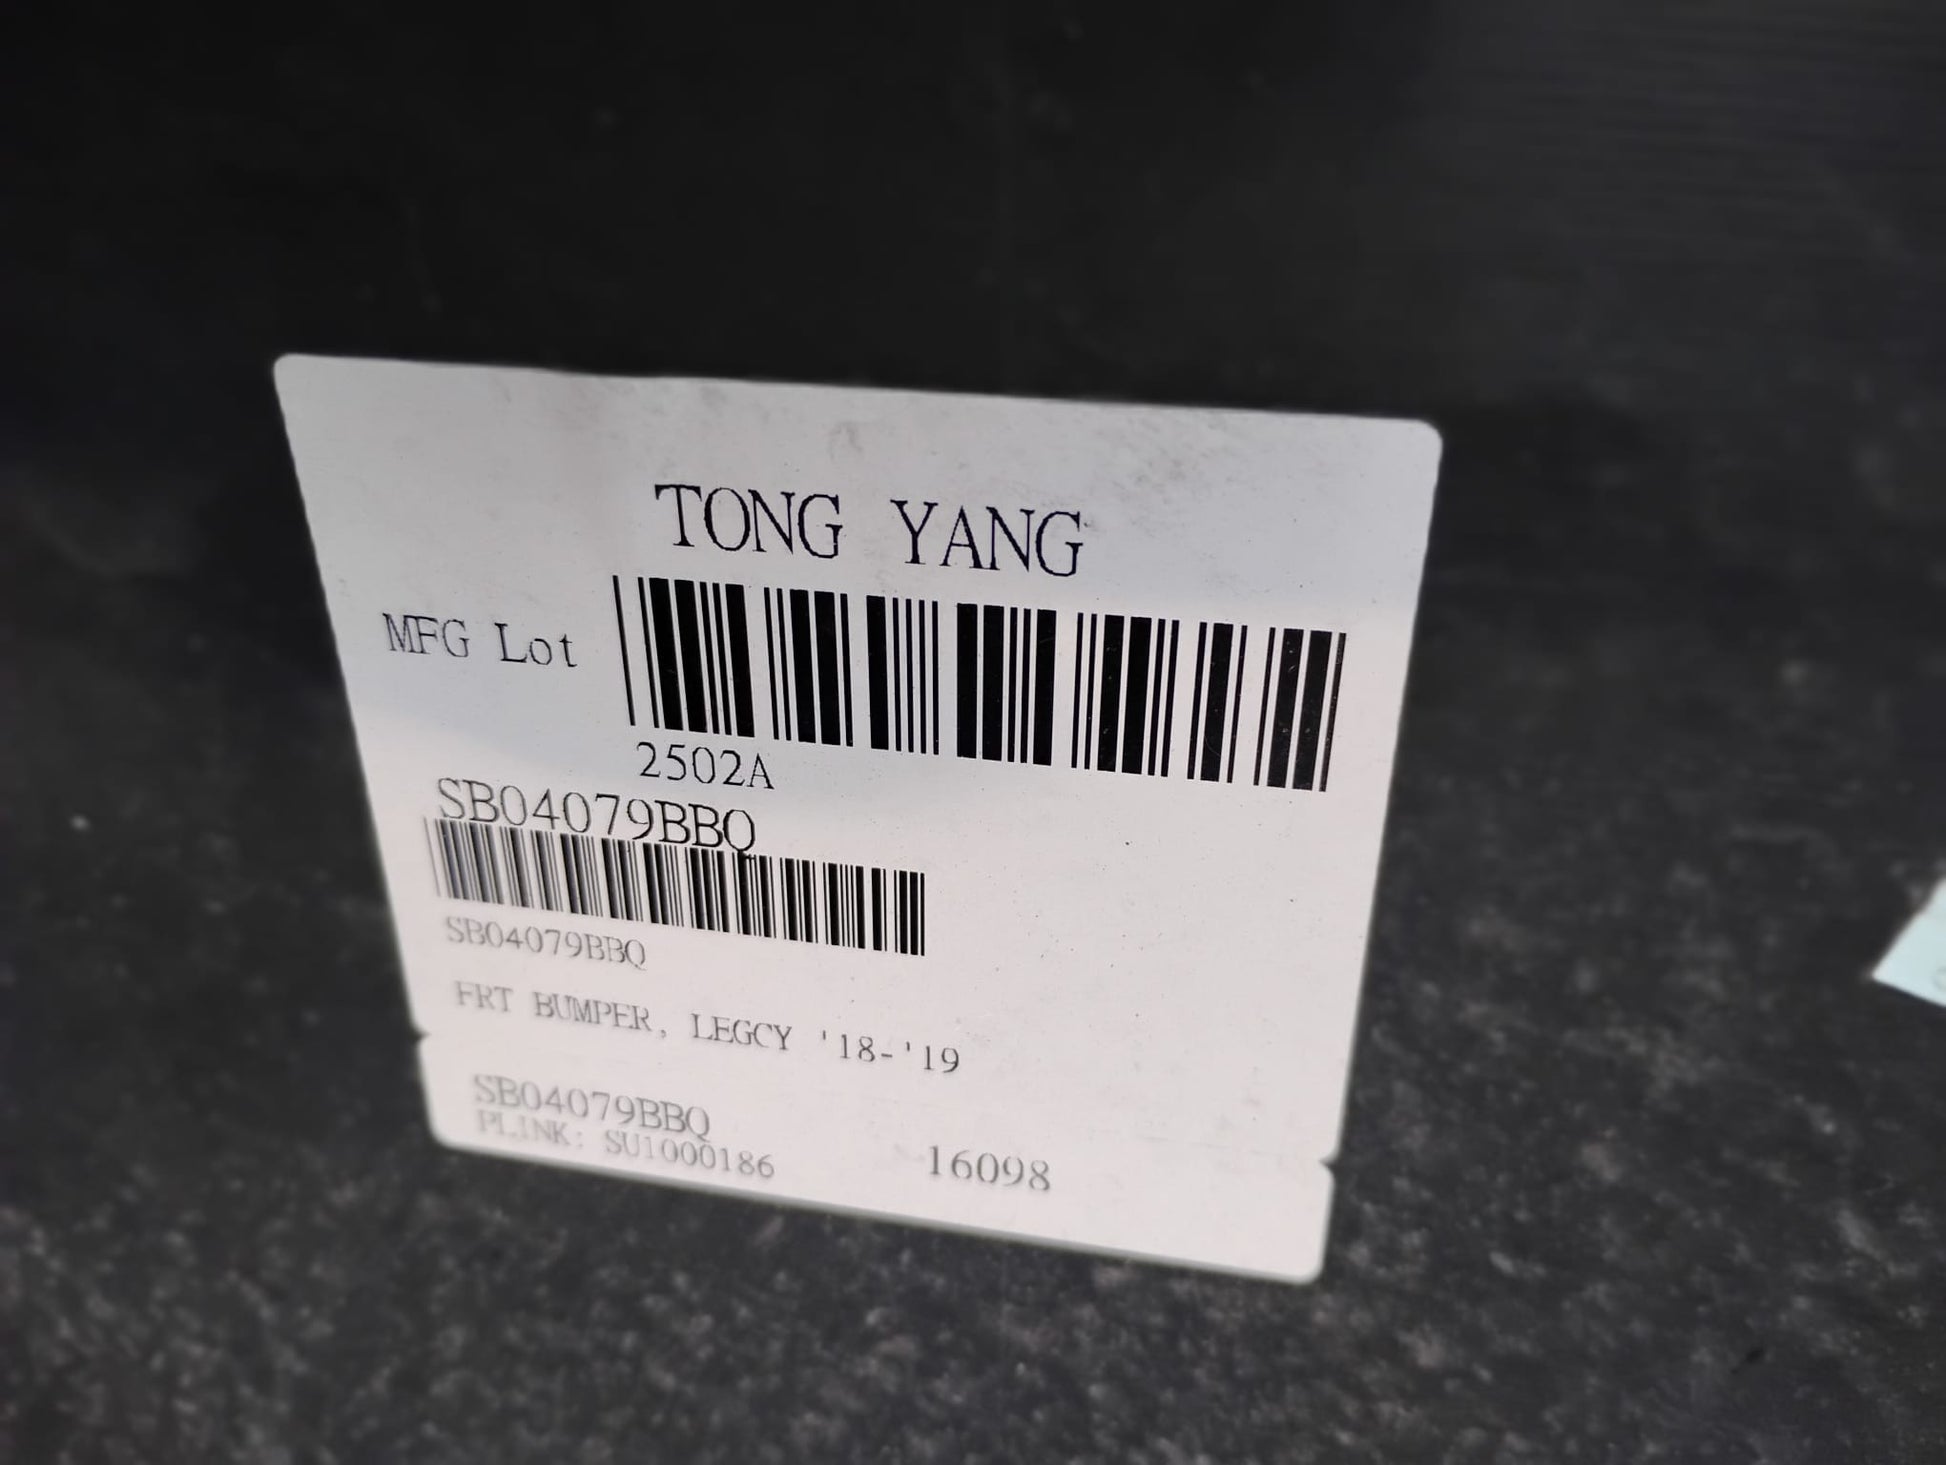 TONG YANG
MFG Lot
2502A
SB04079BBQ
SB04079BBQ
FRT BUMPER, LEGCY '18-'19
SB04079BBQ
PLINK: SU1000186 16098